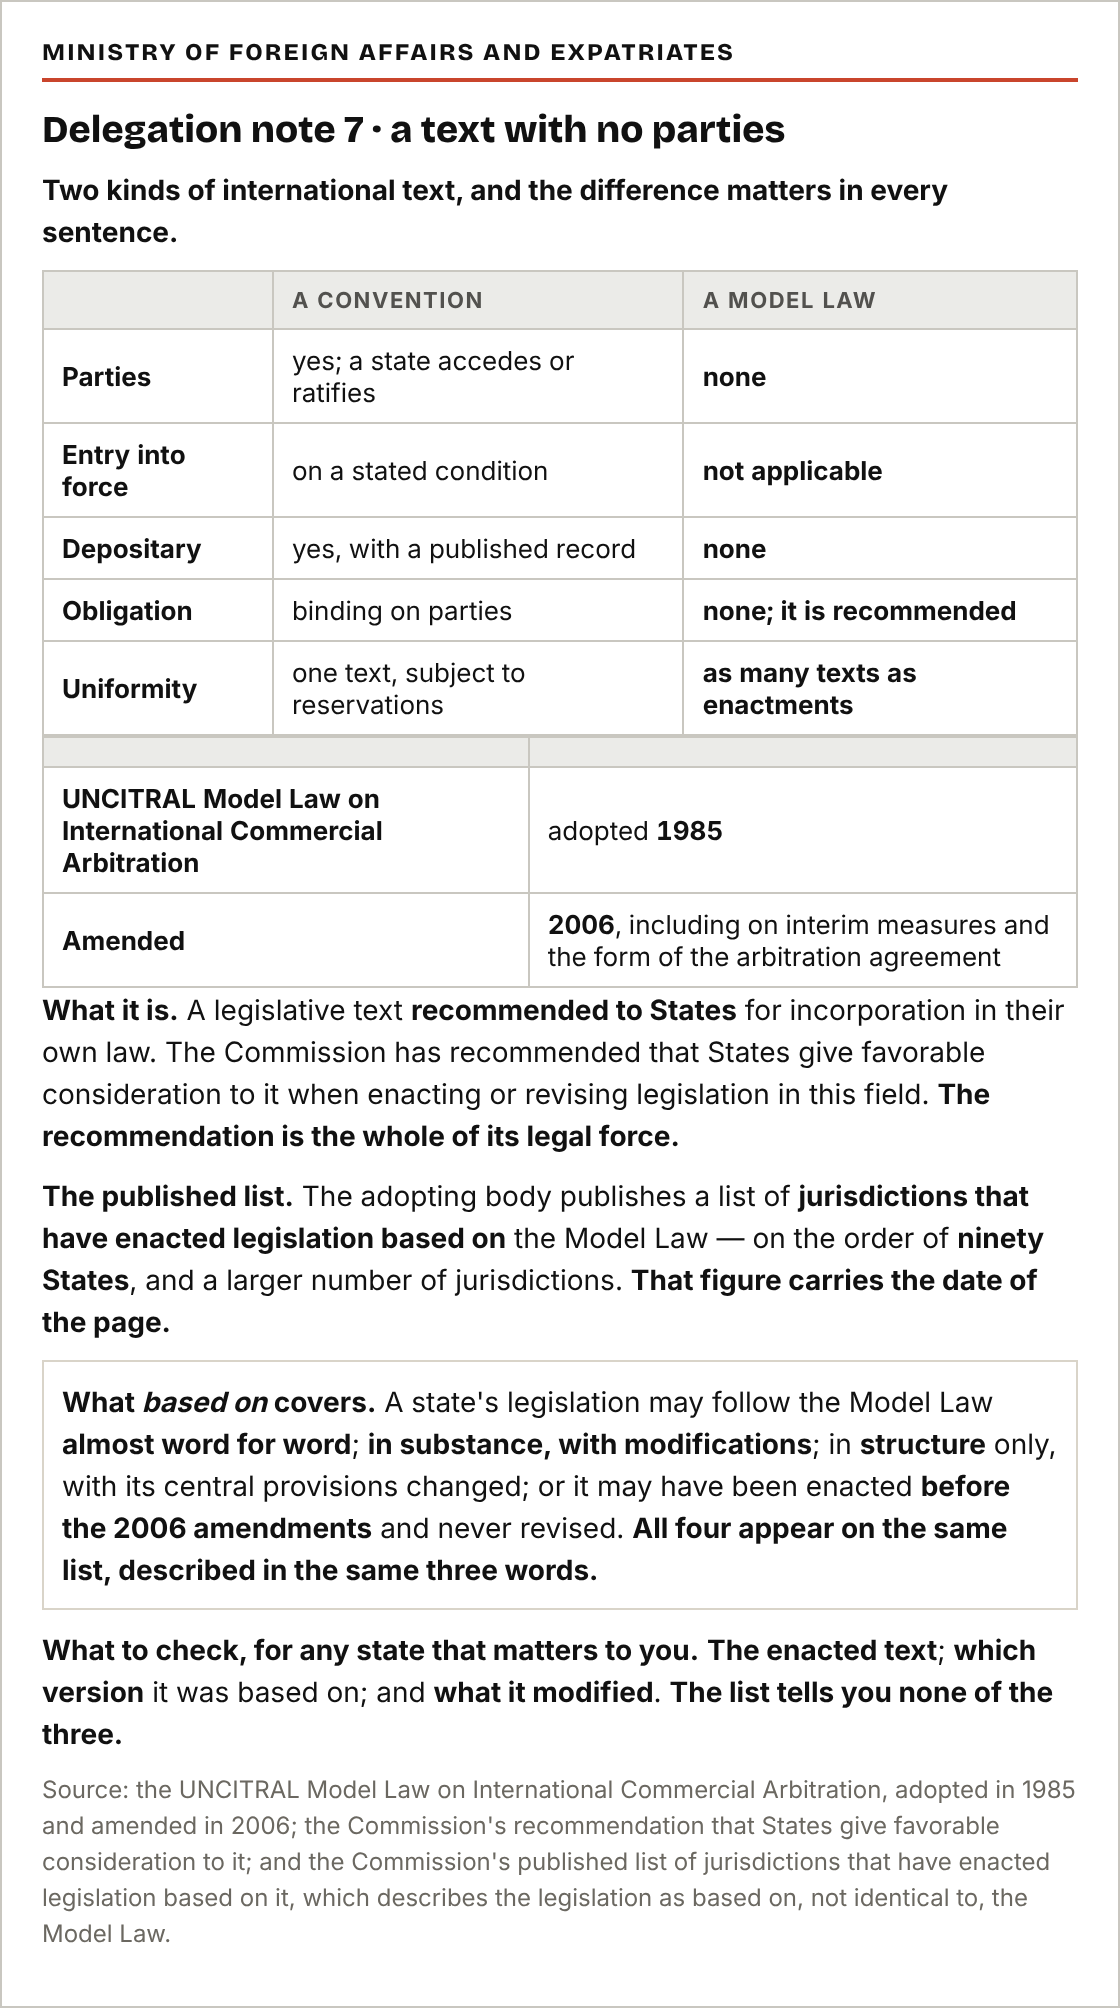 MINISTRY OF FOREIGN AFFAIRS AND EXPATRIATES
Delegation note 7 · a text with no parties
Two kinds of international text, and the difference matters in every
sentence.
A CONVENTION
A MODEL LAW
Parties
yes; a state accedes or
ratifies
none
Entry into
force
on a stated condition
not applicable
Depositary
yes, with a published record
none
Obligation
binding on parties
none; it is recommended
Uniformity
one text, subject to
reservations
as many texts as
enactments
UNCITRAL Model Law on
International Commercial
Arbitration
adopted 1985
Amended
2006, including on interim measures and
the form of the arbitration agreement
What it is. A legislative text recommended to States for incorporation in their
own law. The Commission has recommended that States give favorable
consideration to it when enacting or revising legislation in this field. The
recommendation is the whole of its legal force.
The published list. The adopting body publishes a list of jurisdictions that
have enacted legislation based on the Model Law — on the order of ninety
States, and a larger number of jurisdictions. That figure carries the date of
the page.
What based on covers. A state's legislation may follow the Model Law
almost word for word; in substance, with modifications; in structure only,
with its central provisions changed; or it may have been enacted before
the 2006 amendments and never revised. All four appear on the same
list, described in the same three words.
What to check, for any state that matters to you. The enacted text; which
version it was based on; and what it modified. The list tells you none of the
three.
Source: the UNCITRAL Model Law on International Commercial Arbitration, adopted in 1985
and amended in 2006; the Commission's recommendation that States give favorable
consideration to it; and the Commission's published list of jurisdictions that have enacted
legislation based on it, which describes the legislation as based on, not identical to, the
Model Law.